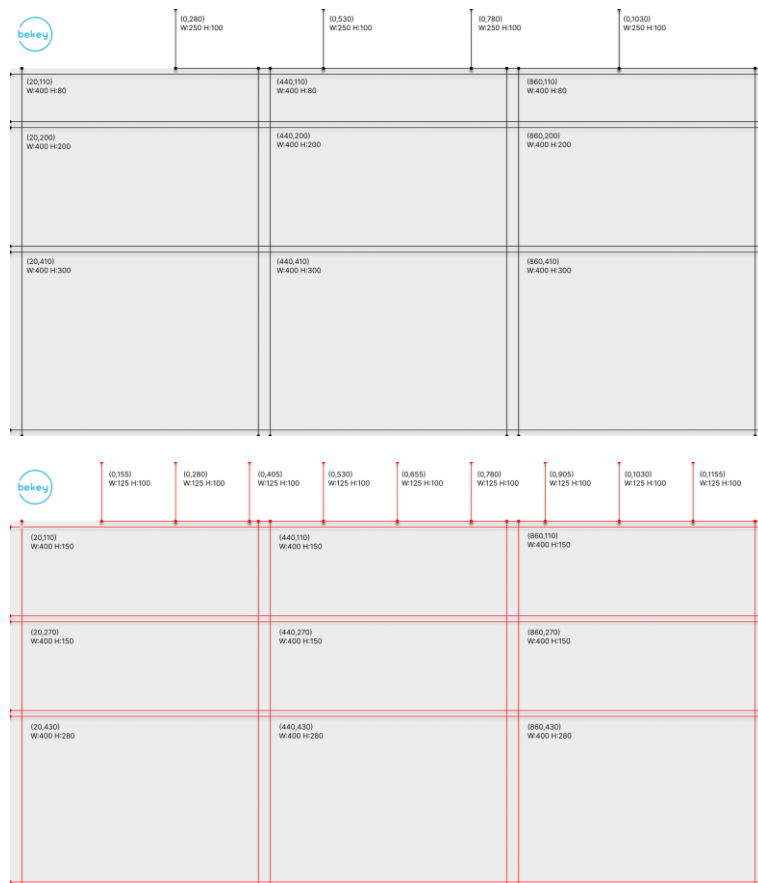 bekey
(0,280)
W:250 H:100
(0,530)
W:250 H:100
(0,780)
W:250 H:100
(0,1030)
W:250 H:100
(20,110)
W:400 H:80
(440,110)
W:400 H:80
(860,110)
W:400 H:80
(20,200)
W:400 H:200
(440,200)
W:400 H:200
(860,200)
W:400 H:200
(20,410)
W:400 H:300
(440,410)
W:400 H:300
(860,410)
W:400 H:300
bekey
(0,155)
W:125 H:100
(0,280)
W:125 H:100
(0,405)
W:125 H:100
(0,530)
W:125 H:100
(0,655)
W:125 H:100
(0,780)
W:125 H:100
(0,905)
W:125 H:100
(0,1030)
W:125 H:100
(0,1155)
W:125 H:100
(20,110)
W:400 H:150
(440,110)
W:400 H:150
(860,110)
W:400 H:150
(20,270)
W:400 H:150
(440,270)
W:400 H:150
(860,270)
W:400 H:150
(20,430)
W:400 H:280
(440,430)
W:400 H:280
(860,430)
W:400 H:280